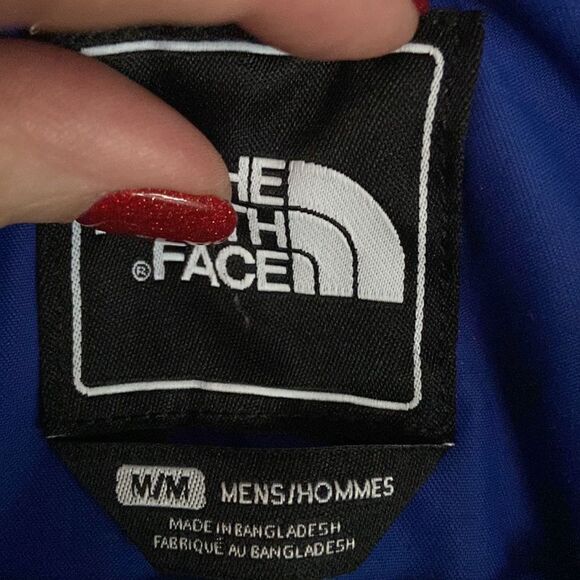 HE
TH
FACE
®
M/M MENS/HOMMES
MADE IN BANGLADESH
FABRIQUÉ AU BANGLADESH